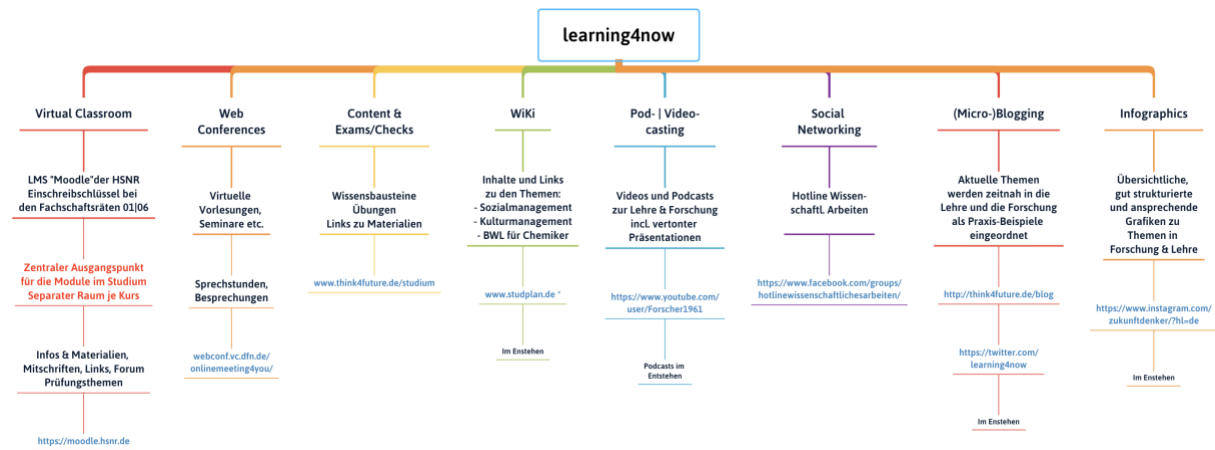 learning4now
Virtual Classroom
LMS "Moodle"der HSNR
Einschreibschlüssel bei
den Fachschaftsräten 01|06
Zentraler Ausgangspunkt
für die Module im Studium
Separater Raum je Kurs
Infos & Materialien,
Mitschriften, Links, Forum
Prüfungsthemen
https://moodle.hsnr.de
Web
Conferences
Virtuelle
Vorlesungen,
Seminare etc.
Sprechstunden,
Besprechungen
webconf.vc.dfn.de/
onlinemeeting4you/
Content &
Exams/Checks
Wissensbausteine
Übungen
Links zu Materialien
www.think4future.de/studium
WiKi
Inhalte und Links
zu den Themen:
- Sozialmanagement
- Kulturmanagement
- BWL für Chemiker
www.studplan.de *
Im Enstehen
Pod- | Video-
casting
Videos und Podcasts
zur Lehre & Forschung
incl. vertonter
Präsentationen
https://www.youtube.com/
user/Forscher1961
Podcasts im
Entstehen
Social
Networking
Hotline Wissen-
schaftl. Arbeiten
https://www.facebook.com/groups/
hotlinewissenschaftlichesarbeiten/
(Micro-)Blogging
Aktuelle Themen
werden zeitnah in die
Lehre und die Forschung
als Praxis-Beispiele
eingeordnet
http://think4future.de/blog
https://twitter.com/
learning4now
Im Enstehen
Infographics
Übersichtliche,
gut strukturierte
und ansprechende
Grafiken zu
Themen in
Forschung & Lehre
https://www.instagram.com/
zukunftdenker/?hl=de
Im Enstehen